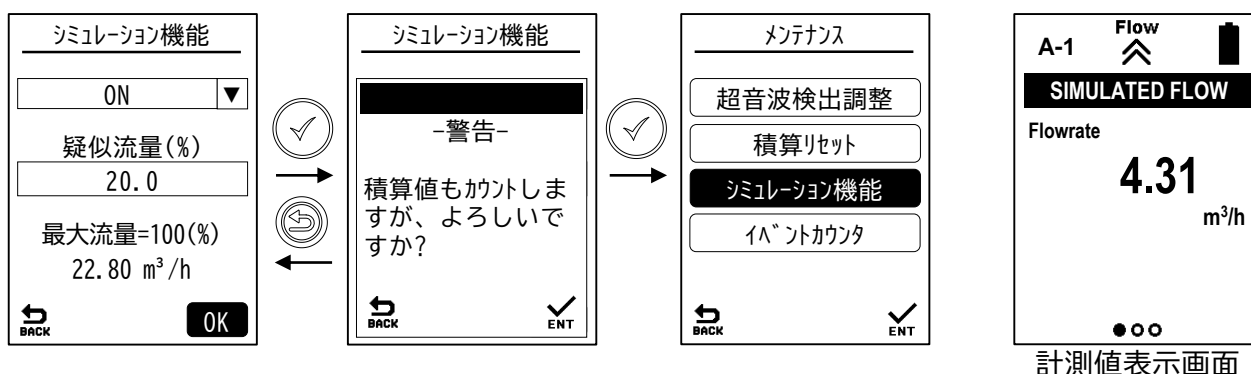 シミュレーション機能
ON ▼
疑似流量(%)
20.0
最大流量=100(%)
22.80 m³/h
BACK
OK
シミュレーション機能
-警告-
積算値もカウントしま
すが、よろしいで
すか?
BACK
ENT
メンテナンス
超音波検出調整
積算リセット
シミュレーション機能
イベントカウンタ
BACK
ENT
A-1
Flow
SIMULATED FLOW
Flowrate
4.31
m³/h
計測値表示画面